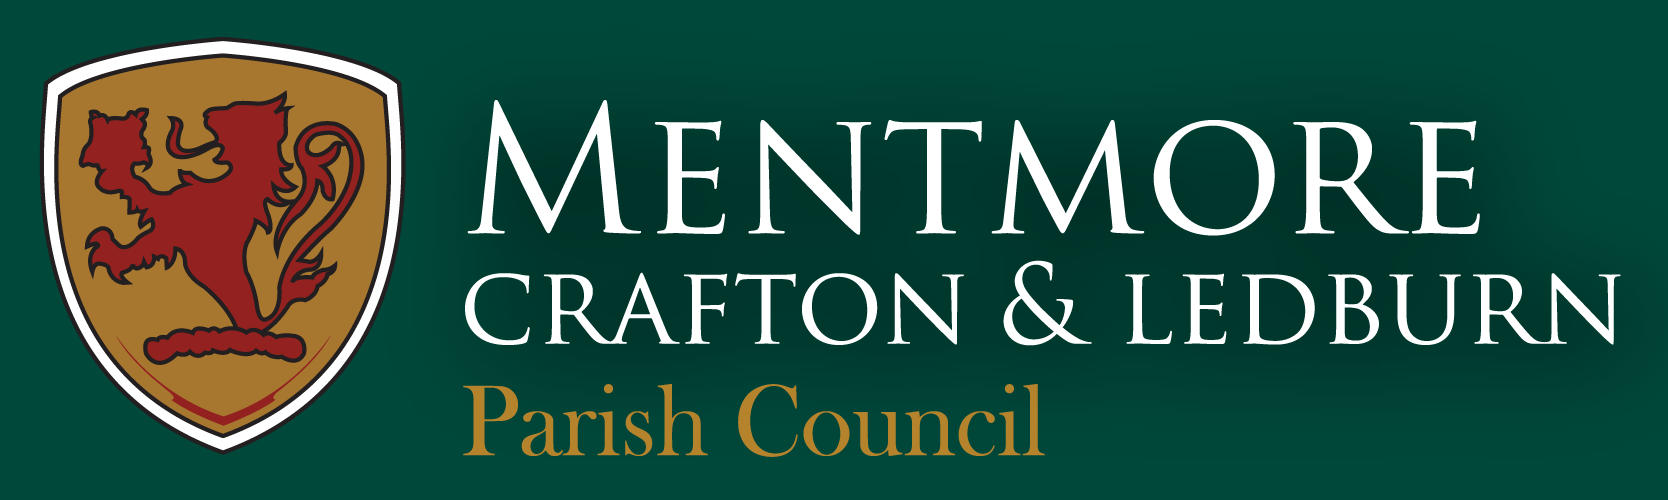 MENTMORE
CRAFTON & LEDBURN
Parish Council